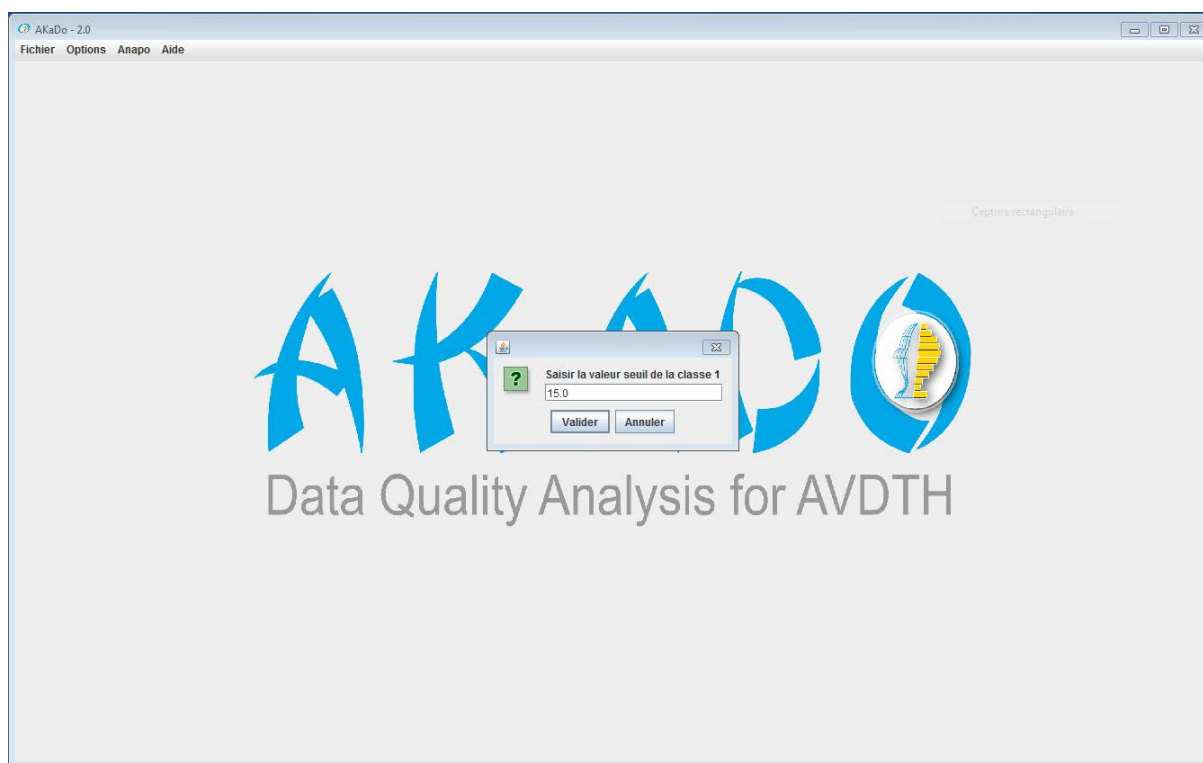 AKaDo - 2.0
Fichier Options Anapo Aide
Capture rectangulaire
AKADO
Saisir la valeur seuil de la classe 1
15.0
Valider Annuler
Data Quality Analysis for AVDTH